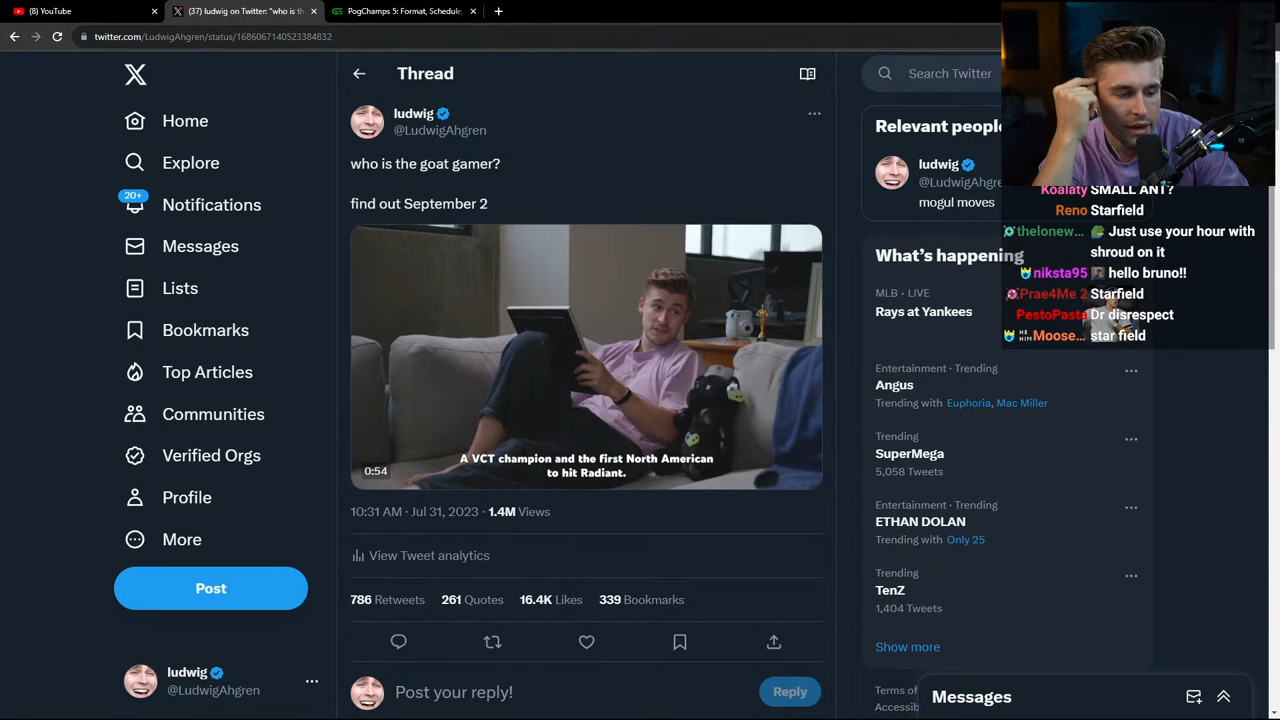 (8) YouTube
(37) ludwig on Twitter: "who is th
PogChamps 5: Format, Schedule,
twitter.com/LudwigAhgren/status/1686067140523384832
Home
Explore
20+
Notifications
Messages
Lists
Bookmarks
Top Articles
Communities
Verified Orgs
Profile
More
Post
ludwig
@LudwigAhgren
Thread
ludwig
@LudwigAhgren
who is the goat gamer?
find out September 2
A VCT champion and the first North American
to hit Radiant.
0:54
10:31 AM · Jul 31, 2023 · 1.4M Views
View Tweet analytics
786 Retweets 261 Quotes 16.4K Likes 339 Bookmarks
Post your reply!
Reply
Search Twitter
Relevant people
ludwig
@LudwigAhgre
mogul moves
What's happening
MLB · LIVE
Rays at Yankees
Entertainment · Trending
Angus
Trending with Euphoria, Mac Miller
Trending
SuperMega
5,058 Tweets
Entertainment · Trending
ETHAN DOLAN
Trending with Only 25
Trending
TenZ
1,404 Tweets
Show more
Terms of
Accessib
Messages
Koalaty SMALL ANT?
Reno Starfield
thelonew... Just use your hour with
shroud on it
niksta95 hello bruno!!
Prae4Me 2 Starfield
PestoPasta Dr disrespect
HE HIM Moose... star field